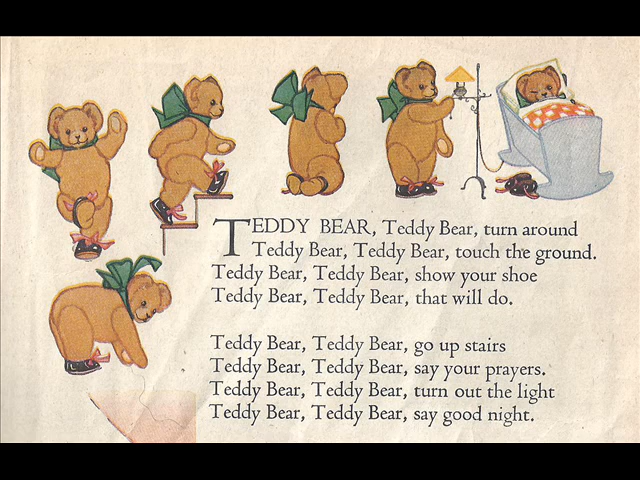 TEDDY BEAR, Teddy Bear, turn around
Teddy Bear, Teddy Bear, touch the ground.
Teddy Bear, Teddy Bear, show your shoe
Teddy Bear, Teddy Bear, that will do.
Teddy Bear, Teddy Bear, go up stairs
Teddy Bear, Teddy Bear, say your prayers.
Teddy Bear, Teddy Bear, turn out the light
Teddy Bear, Teddy Bear, say good night.